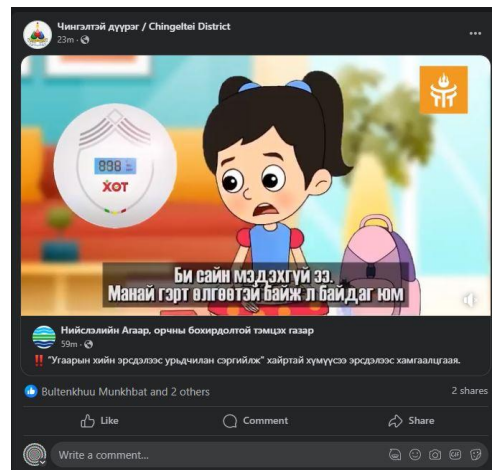 Чингэлтэй дүүрэг / Chingeltei District
23m
898
ХОТ
Би сайн мэдэхгүй ээ.
Манай гэрт өлгөөтэй байж л байдаг юм
Нийслэлийн Агаар, орчны бохирдолтой тэмцэх газар
59m
‼️ "Угаарын хийн эрсдэлээс урьдчилан сэргийлж" хайртай хүмүүсээ эрсдэлээс хамгаалцгаая.
Bultenkhuu Munkhbat and 2 others
2 shares
Like
Comment
Share
Write a comment...
GIF